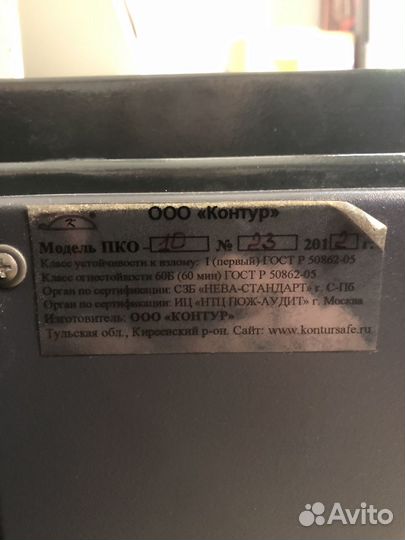 ООО «Контур»
Модель ПКО - 10 № 23 2012 г.
Класс устойчивости к взлому: I (первый) ГОСТ Р 50862-05
Класс огнестойкости 60Б (60 мин) ГОСТ Р 50862-05
Орган по сертификации: СЗБ «НЕВА-СТАНДАРТ» г. С-Пб
Орган по сертификации: ИЦ «НТЦ ПОЖ-АУДИТ» г. Москва
Изготовитель: ООО «КОНТУР»
Тульская обл., Киреевский р-он. Сайт: www.kontursafe.ru
Avito